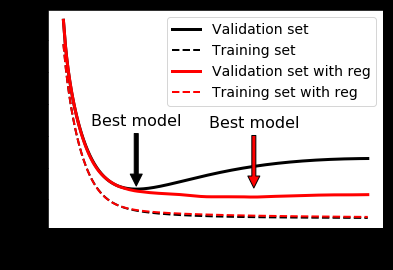 Validation set
Training set
Validation set with reg
Training set with reg
Best model
Best model